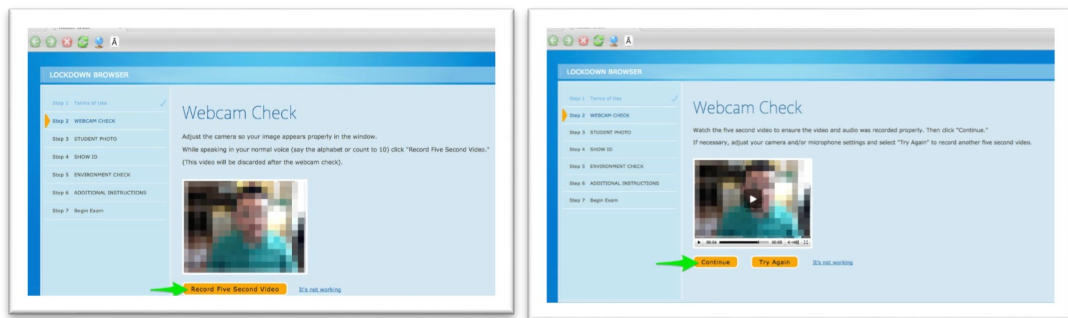 LOCKDOWN BROWSER
Step 1 Terms of Use
Step 2 WEBCAM CHECK
Step 3 STUDENT PHOTO
Step 4 SHOW ID
Step 5 ENVIRONMENT CHECK
Step 6 ADDITIONAL INSTRUCTIONS
Step 7 Begin Exam
Webcam Check
Adjust the camera so your image appears properly in the window.
While speaking in your normal voice (say the alphabet or count to 10) click "Record Five Second Video."
(This video will be discarded after the webcam check).
Record Five Second Video
It's not working
LOCKDOWN BROWSER
Step 1 Terms of Use
Step 2 WEBCAM CHECK
Step 3 STUDENT PHOTO
Step 4 SHOW ID
Step 5 ENVIRONMENT CHECK
Step 6 ADDITIONAL INSTRUCTIONS
Step 7 Begin Exam
Webcam Check
Watch the five second video to ensure the video and audio was recorded properly. Then click "Continue."
If necessary, adjust your camera and/or microphone settings and select "Try Again" to record another five second video.
Continue Try Again It's not working